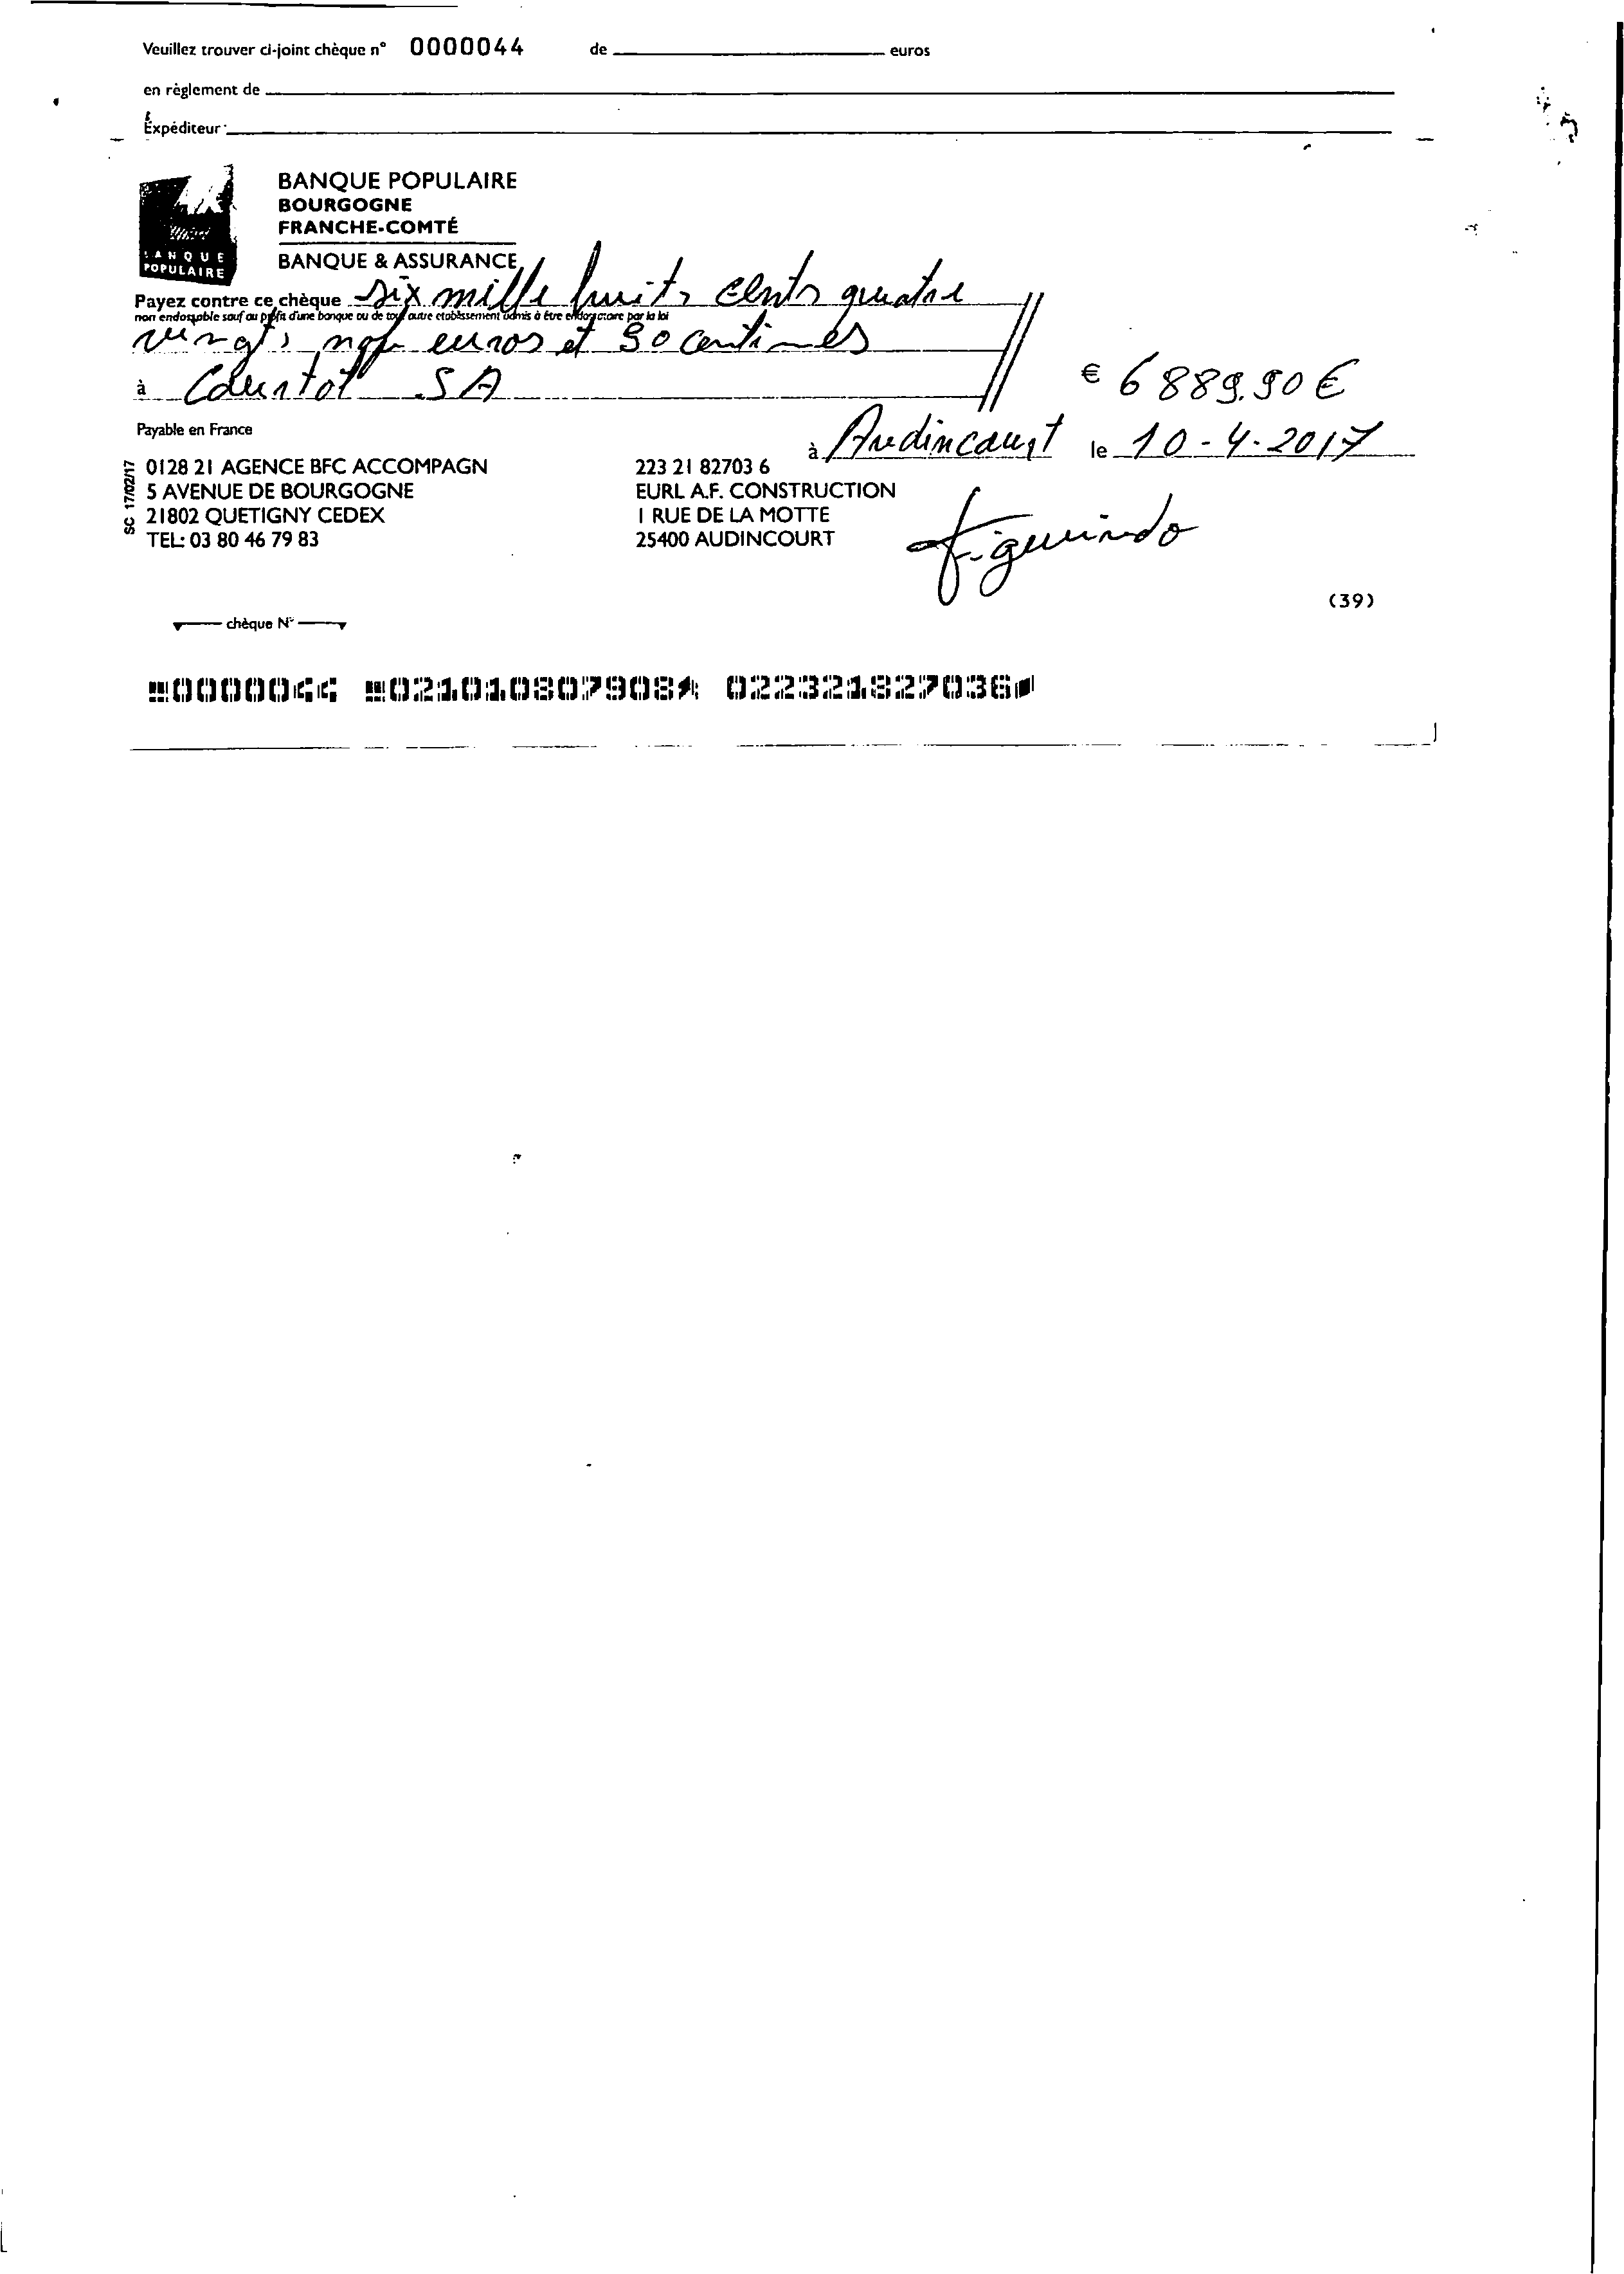 Veuillez trouver ci-joint chèque n° 0000044 de euros
en règlement de
Expéditeur :
BANQUE POPULAIRE
BOURGOGNE
FRANCHE-COMTÉ
BANQUE & ASSURANCE
BANQUE
POPULAIRE
Payez contre ce chèque six mille huits cents quatre
non endossable sauf au profit d'une banque ou de tout autre établissement admis à être endossataire par la loi
vingts neuf euros et 90 centimes
à Courtot SA
€ 6 889.90 €
Payable en France
à Audincourt le 10-4-2017
SC 17/02/17
0128 21 AGENCE BFC ACCOMPAGN
5 AVENUE DE BOURGOGNE
21802 QUETIGNY CEDEX
TEL: 03 80 46 79 83
223 21 82703 6
EURL A.F. CONSTRUCTION
1 RUE DE LA MOTTE
25400 AUDINCOURT
(39)
chèque N°
0000044 021010807908 022321827036